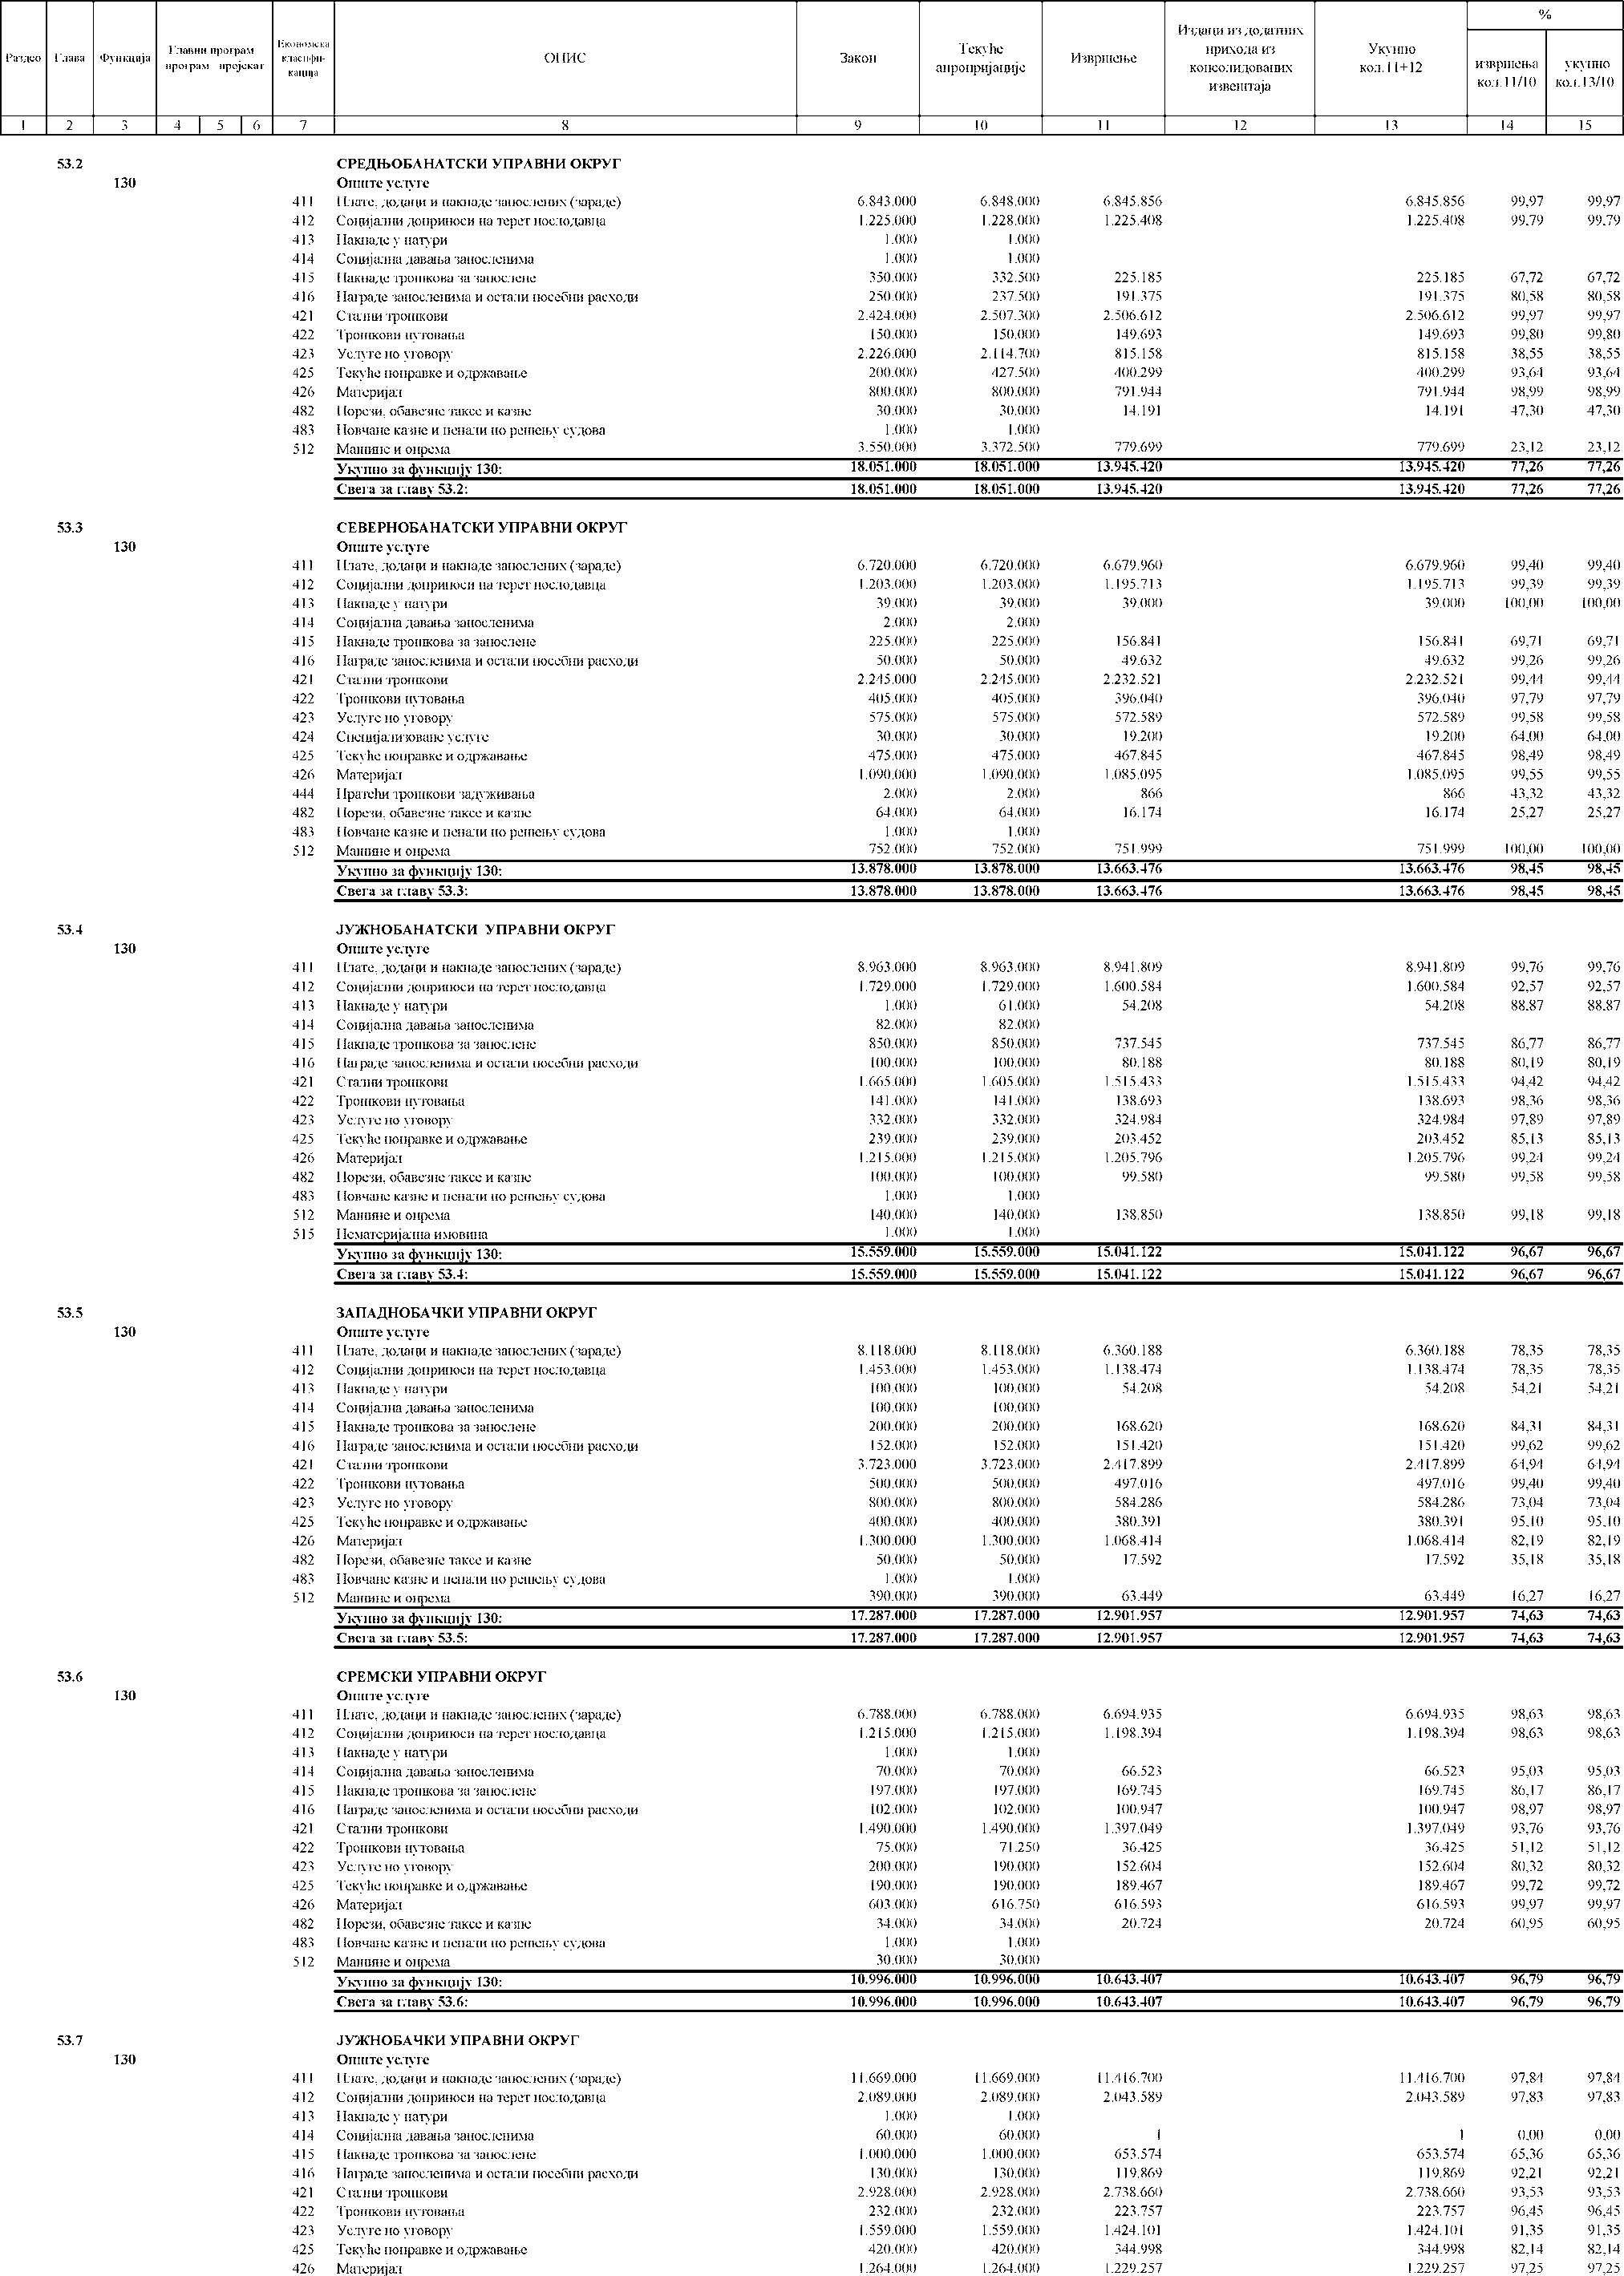 Раздео Глава Функција Главни програм програм пројекат Економска класифи-кација ОПИС Закон Текуће апропријације Извршење Издаци из додатних прихода из консолидованих извештаја Укупно кол.11+12 % извршења кол.11/10 укупно кол.13/10
1 2 3 4 5 6 7 8 9 10 11 12 13 14 15
53.2 СРЕДЊОБАНАТСКИ УПРАВНИ ОКРУГ
130 Опште услуге
411 Плате, додаци и накнаде запослених (зараде) 6.843.000 6.848.000 6.845.856 6.845.856 99,97 99,97
412 Социјални доприноси на терет послодавца 1.225.000 1.228.000 1.225.408 1.225.408 99,79 99,79
413 Накнаде у натури 1.000 1.000
414 Социјална давања запосленима 1.000 1.000
415 Накнаде трошкова за запослене 350.000 332.500 225.185 225.185 67,72 67,72
416 Награде запосленима и остали посебни расходи 250.000 237.500 191.375 191.375 80,58 80,58
421 Стални трошкови 2.424.000 2.507.300 2.506.612 2.506.612 99,97 99,97
422 Трошкови путовања 150.000 150.000 149.693 149.693 99,80 99,80
423 Услуге по уговору 2.226.000 2.114.700 815.158 815.158 38,55 38,55
425 Текуће поправке и одржавање 200.000 427.500 400.299 400.299 93,64 93,64
426 Материјал 800.000 800.000 791.944 791.944 98,99 98,99
482 Порези, обавезне таксе и казне 30.000 30.000 14.191 14.191 47,30 47,30
483 Новчане казне и пенали по решењу судова 1.000 1.000
512 Машине и опрема 3.550.000 3.372.500 779.699 779.699 23,12 23,12
Укупно за функцију 130: 18.051.000 18.051.000 13.945.420 13.945.420 77,26 77,26
Свега за главу 53.2: 18.051.000 18.051.000 13.945.420 13.945.420 77,26 77,26
53.3 СЕВЕРНОБАНАТСКИ УПРАВНИ ОКРУГ
130 Опште услуге
411 Плате, додаци и накнаде запослених (зараде) 6.720.000 6.720.000 6.679.960 6.679.960 99,40 99,40
412 Социјални доприноси на терет послодавца 1.203.000 1.203.000 1.195.713 1.195.713 99,39 99,39
413 Накнаде у натури 39.000 39.000 39.000 39.000 100,00 100,00
414 Социјална давања запосленима 2.000 2.000
415 Накнаде трошкова за запослене 225.000 225.000 156.841 156.841 69,71 69,71
416 Награде запосленима и остали посебни расходи 50.000 50.000 49.632 49.632 99,26 99,26
421 Стални трошкови 2.245.000 2.245.000 2.232.521 2.232.521 99,44 99,44
422 Трошкови путовања 405.000 405.000 396.040 396.040 97,79 97,79
423 Услуге по уговору 575.000 575.000 572.589 572.589 99,58 99,58
424 Специјализоване услуге 30.000 30.000 19.200 19.200 64,00 64,00
425 Текуће поправке и одржавање 475.000 475.000 467.845 467.845 98,49 98,49
426 Материјал 1.090.000 1.090.000 1.085.095 1.085.095 99,55 99,55
444 Пратећи трошкови задуживања 2.000 2.000 866 866 43,32 43,32
482 Порези, обавезне таксе и казне 64.000 64.000 16.174 16.174 25,27 25,27
483 Новчане казне и пенали по решењу судова 1.000 1.000
512 Машине и опрема 752.000 752.000 751.999 751.999 100,00 100,00
Укупно за функцију 130: 13.878.000 13.878.000 13.663.476 13.663.476 98,45 98,45
Свега за главу 53.3: 13.878.000 13.878.000 13.663.476 13.663.476 98,45 98,45
53.4 ЈУЖНОБАНАТСКИ УПРАВНИ ОКРУГ
130 Опште услуге
411 Плате, додаци и накнаде запослених (зараде) 8.963.000 8.963.000 8.941.809 8.941.809 99,76 99,76
412 Социјални доприноси на терет послодавца 1.729.000 1.729.000 1.600.584 1.600.584 92,57 92,57
413 Накнаде у натури 1.000 61.000 54.208 54.208 88,87 88,87
414 Социјална давања запосленима 82.000 82.000
415 Накнаде трошкова за запослене 850.000 850.000 737.545 737.545 86,77 86,77
416 Награде запосленима и остали посебни расходи 100.000 100.000 80.188 80.188 80,19 80,19
421 Стални трошкови 1.665.000 1.605.000 1.515.433 1.515.433 94,42 94,42
422 Трошкови путовања 141.000 141.000 138.693 138.693 98,36 98,36
423 Услуге по уговору 332.000 332.000 324.984 324.984 97,89 97,89
425 Текуће поправке и одржавање 239.000 239.000 203.452 203.452 85,13 85,13
426 Материјал 1.215.000 1.215.000 1.205.796 1.205.796 99,24 99,24
482 Порези, обавезне таксе и казне 100.000 100.000 99.580 99.580 99,58 99,58
483 Новчане казне и пенали по решењу судова 1.000 1.000
512 Машине и опрема 140.000 140.000 138.850 138.850 99,18 99,18
515 Нематеријална имовина 1.000 1.000
Укупно за функцију 130: 15.559.000 15.559.000 15.041.122 15.041.122 96,67 96,67
Свега за главу 53.4: 15.559.000 15.559.000 15.041.122 15.041.122 96,67 96,67
53.5 ЗАПАДНОБАЧКИ УПРАВНИ ОКРУГ
130 Опште услуге
411 Плате, додаци и накнаде запослених (зараде) 8.118.000 8.118.000 6.360.188 6.360.188 78,35 78,35
412 Социјални доприноси на терет послодавца 1.453.000 1.453.000 1.138.474 1.138.474 78,35 78,35
413 Накнаде у натури 100.000 100.000 54.208 54.208 54,21 54,21
414 Социјална давања запосленима 100.000 100.000
415 Накнаде трошкова за запослене 200.000 200.000 168.620 168.620 84,31 84,31
416 Награде запосленима и остали посебни расходи 152.000 152.000 151.420 151.420 99,62 99,62
421 Стални трошкови 3.723.000 3.723.000 2.417.899 2.417.899 64,94 64,94
422 Трошкови путовања 500.000 500.000 497.016 497.016 99,40 99,40
423 Услуге по уговору 800.000 800.000 584.286 584.286 73,04 73,04
425 Текуће поправке и одржавање 400.000 400.000 380.391 380.391 95,10 95,10
426 Материјал 1.300.000 1.300.000 1.068.414 1.068.414 82,19 82,19
482 Порези, обавезне таксе и казне 50.000 50.000 17.592 17.592 35,18 35,18
483 Новчане казне и пенали по решењу судова 1.000 1.000
512 Машине и опрема 390.000 390.000 63.449 63.449 16,27 16,27
Укупно за функцију 130: 17.287.000 17.287.000 12.901.957 12.901.957 74,63 74,63
Свега за главу 53.5: 17.287.000 17.287.000 12.901.957 12.901.957 74,63 74,63
53.6 СРЕМСКИ УПРАВНИ ОКРУГ
130 Опште услуге
411 Плате, додаци и накнаде запослених (зараде) 6.788.000 6.788.000 6.694.935 6.694.935 98,63 98,63
412 Социјални доприноси на терет послодавца 1.215.000 1.215.000 1.198.394 1.198.394 98,63 98,63
413 Накнаде у натури 1.000 1.000
414 Социјална давања запосленима 70.000 70.000 66.523 66.523 95,03 95,03
415 Накнаде трошкова за запослене 197.000 197.000 169.745 169.745 86,17 86,17
416 Награде запосленима и остали посебни расходи 102.000 102.000 100.947 100.947 98,97 98,97
421 Стални трошкови 1.490.000 1.490.000 1.397.049 1.397.049 93,76 93,76
422 Трошкови путовања 75.000 71.250 36.425 36.425 51,12 51,12
423 Услуге по уговору 200.000 190.000 152.604 152.604 80,32 80,32
425 Текуће поправке и одржавање 190.000 190.000 189.467 189.467 99,72 99,72
426 Материјал 603.000 616.750 616.593 616.593 99,97 99,97
482 Порези, обавезне таксе и казне 34.000 34.000 20.724 20.724 60,95 60,95
483 Новчане казне и пенали по решењу судова 1.000 1.000
512 Машине и опрема 30.000 30.000
Укупно за функцију 130: 10.996.000 10.996.000 10.643.407 10.643.407 96,79 96,79
Свега за главу 53.6: 10.996.000 10.996.000 10.643.407 10.643.407 96,79 96,79
53.7 ЈУЖНОБАЧКИ УПРАВНИ ОКРУГ
130 Опште услуге
411 Плате, додаци и накнаде запослених (зараде) 11.669.000 11.669.000 11.416.700 11.416.700 97,84 97,84
412 Социјални доприноси на терет послодавца 2.089.000 2.089.000 2.043.589 2.043.589 97,83 97,83
413 Накнаде у натури 1.000 1.000
414 Социјална давања запосленима 60.000 60.000 1 1 0,00 0,00
415 Накнаде трошкова за запослене 1.000.000 1.000.000 653.574 653.574 65,36 65,36
416 Награде запосленима и остали посебни расходи 130.000 130.000 119.869 119.869 92,21 92,21
421 Стални трошкови 2.928.000 2.928.000 2.738.660 2.738.660 93,53 93,53
422 Трошкови путовања 232.000 232.000 223.757 223.757 96,45 96,45
423 Услуге по уговору 1.559.000 1.559.000 1.424.101 1.424.101 91,35 91,35
425 Текуће поправке и одржавање 420.000 420.000 344.998 344.998 82,14 82,14
426 Материјал 1.264.000 1.264.000 1.229.257 1.229.257 97,25 97,25